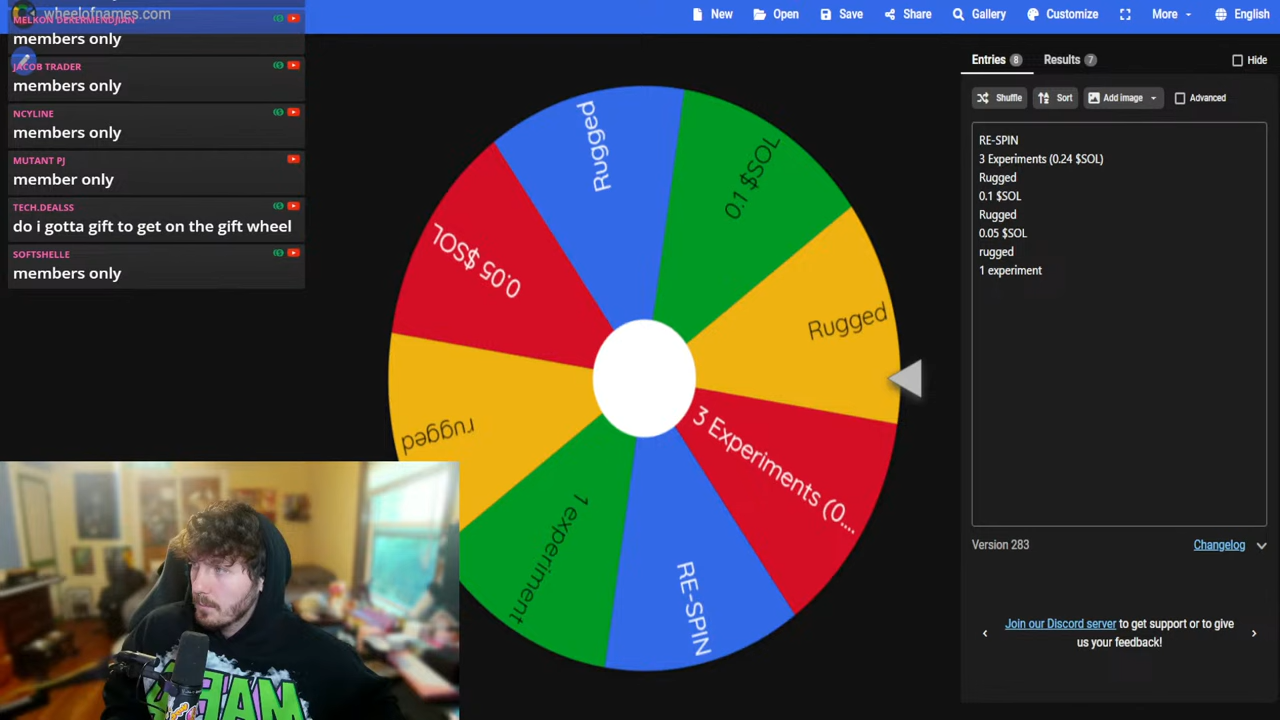 wheelofnames.com
New
Open
Save
Share
Gallery
Customize
More
English
MELKON DEKERMENDJIAN
members only
JACOB TRADER
members only
NCYLINE
members only
MUTANT PJ
member only
TECH.DEALSS
do i gotta gift to get on the gift wheel
SOFTSHELLE
members only
Rugged
0.1 $SOL
Rugged
3 Experiments (0....
RE-SPIN
1 experiment
rugged
0.05 $SOL
Entries 8
Results 7
Hide
Shuffle
Sort
Add image
Advanced
RE-SPIN
3 Experiments (0.24 $SOL)
Rugged
0.1 $SOL
Rugged
0.05 $SOL
rugged
1 experiment
Version 283
Changelog
Join our Discord server to get support or to give
us your feedback!